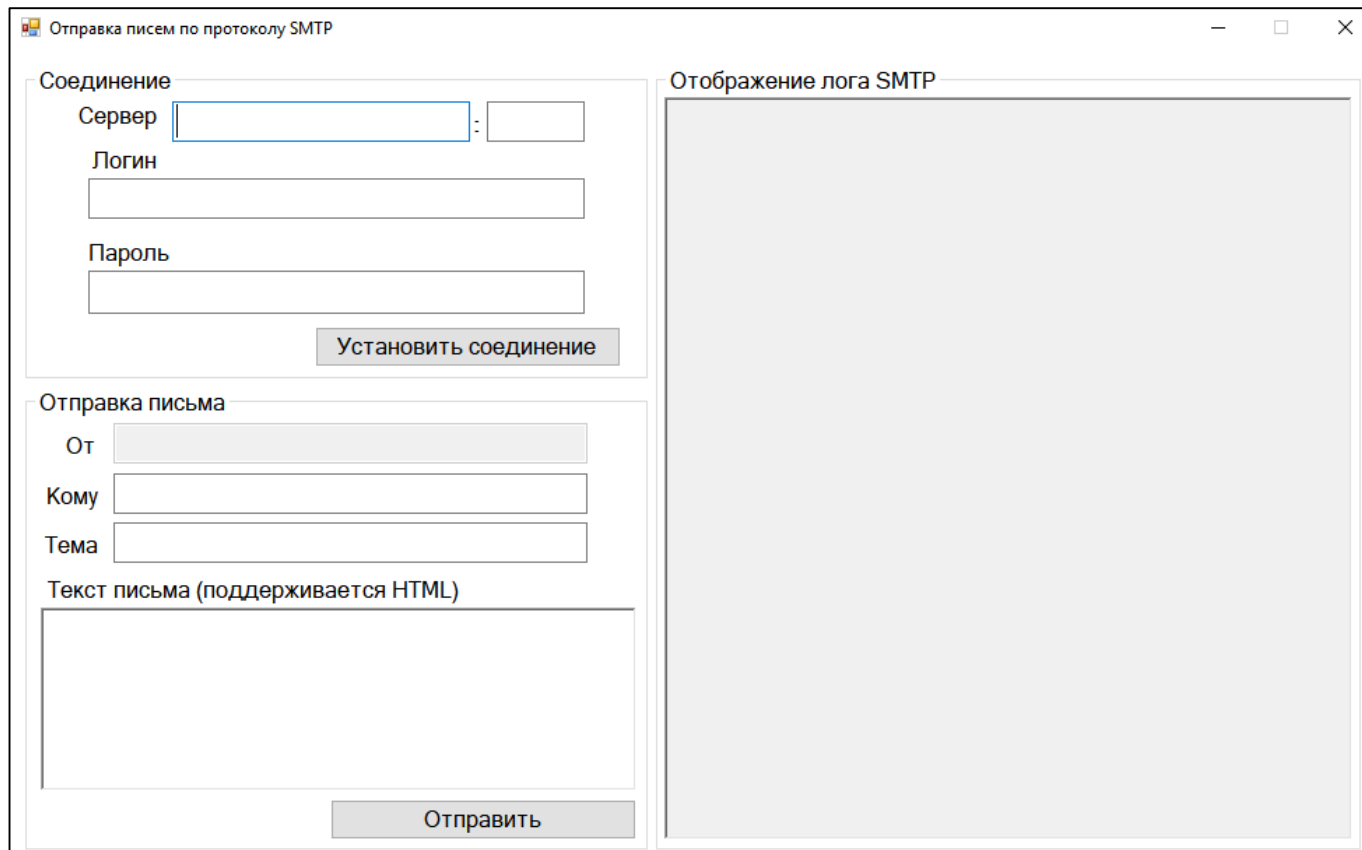 Отправка писем по протоколу SMTP
Соединение
Сервер :
Логин
Пароль
Установить соединение
Отправка письма
От
Кому
Тема
Текст письма (поддерживается HTML)
Отправить
Отображение лога SMTP